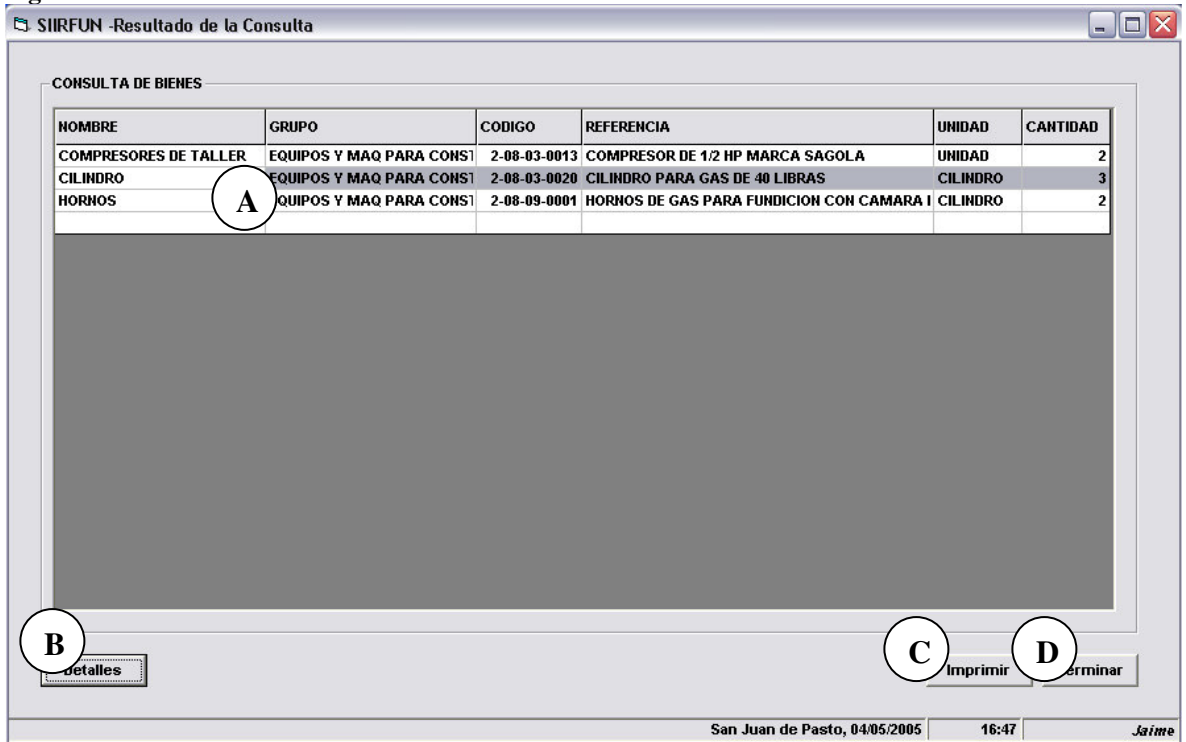 SIIRFUN -Resultado de la Consulta
CONSULTA DE BIENES
NOMBRE GRUPO CODIGO REFERENCIA UNIDAD CANTIDAD
COMPRESORES DE TALLER EQUIPOS Y MAQ PARA CONST 2-08-03-0013 COMPRESOR DE 1/2 HP MARCA SAGOLA UNIDAD 2
CILINDRO EQUIPOS Y MAQ PARA CONST 2-08-03-0020 CILINDRO PARA GAS DE 40 LIBRAS CILINDRO 3
HORNOS QUIPOS Y MAQ PARA CONST 2-08-09-0001 HORNOS DE GAS PARA FUNDICION CON CAMARA CILINDRO 2
A
B
C
D
Detalles Imprimir erminar
San Juan de Pasto, 04/05/2005 16:47 Jaime